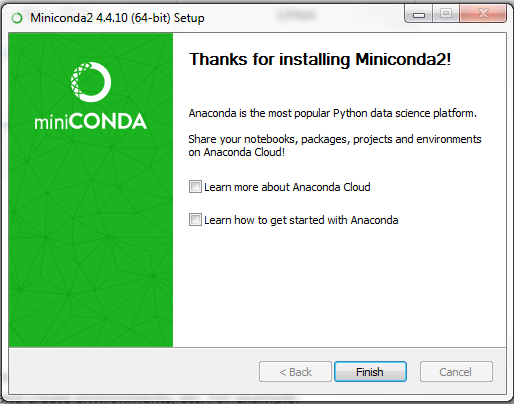 Miniconda2 4.4.10 (64-bit) Setup
miniCONDA
Thanks for installing Miniconda2!
Anaconda is the most popular Python data science platform.
Share your notebooks, packages, projects and environments
on Anaconda Cloud!
Learn more about Anaconda Cloud
Learn how to get started with Anaconda
< Back
Finish
Cancel